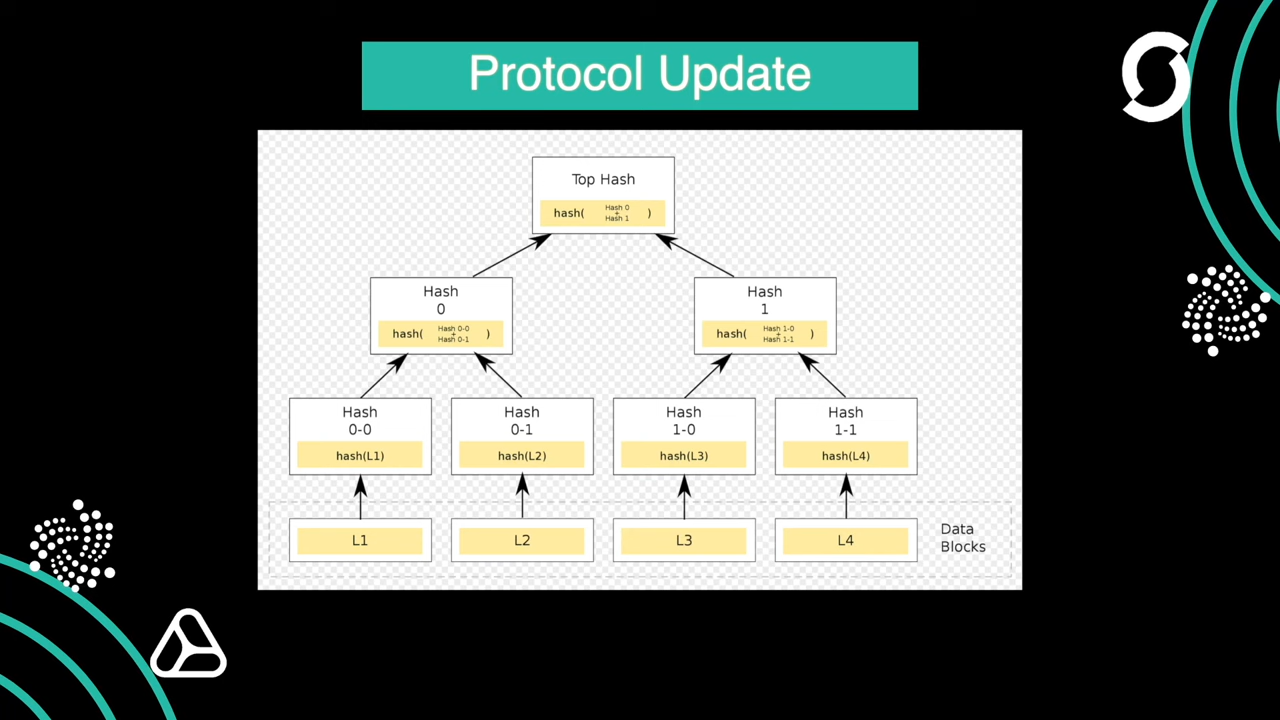 Protocol Update
Top Hash
hash( Hash 0 + Hash 1 )
Hash
0
hash( Hash 0-0 + Hash 0-1 )
Hash
1
hash( Hash 1-0 + Hash 1-1 )
Hash
0-0
hash(L1)
Hash
0-1
hash(L2)
Hash
1-0
hash(L3)
Hash
1-1
hash(L4)
L1
L2
L3
L4
Data
Blocks